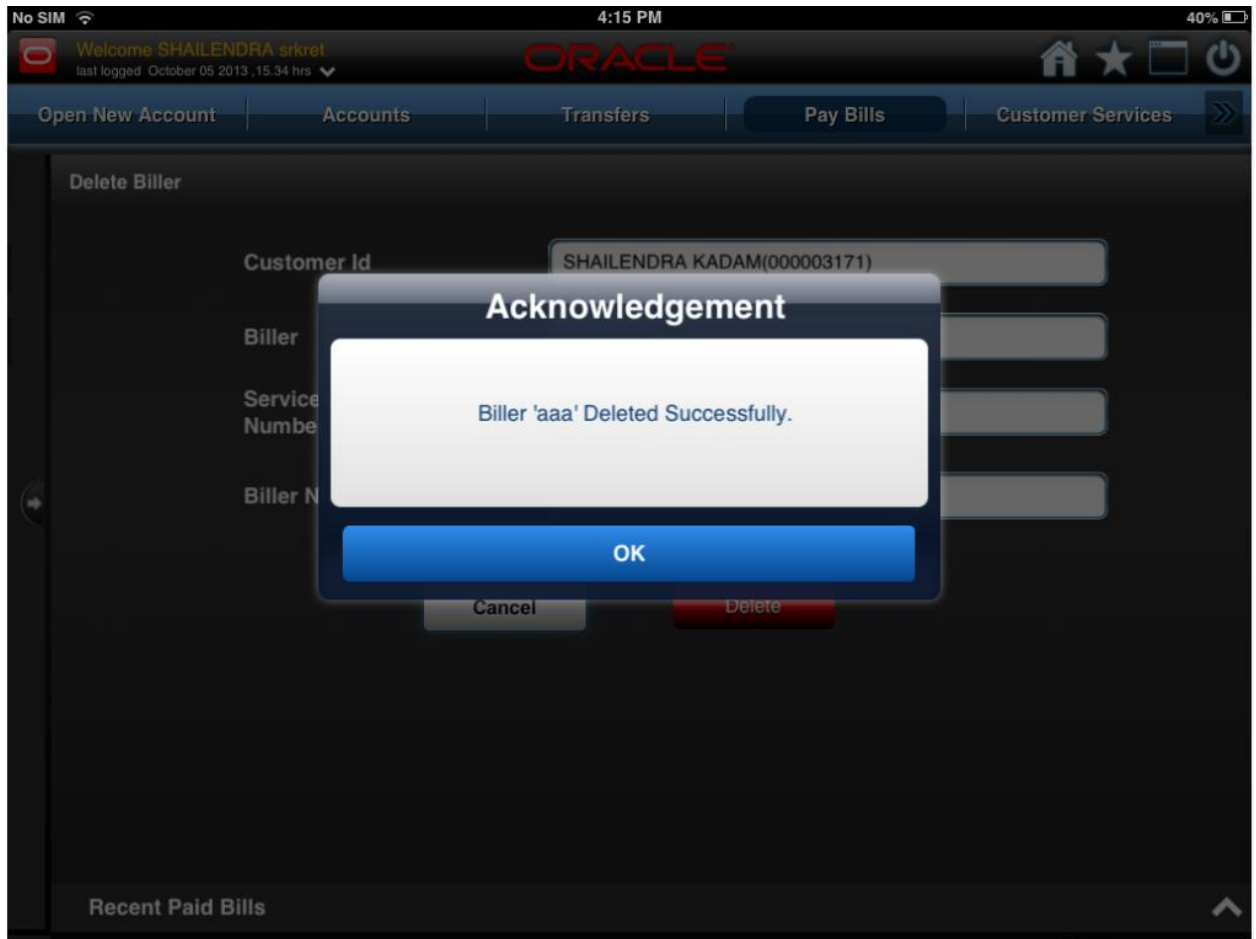 No SIM 4:15 PM 40%
Welcome SHAILENDRA srkret
last logged October 05 2013 ,15.34 hrs
ORACLE
Open New Account Accounts Transfers Pay Bills Customer Services
Delete Biller
Customer Id SHAILENDRA KADAM(000003171)
Acknowledgement
Biller
Service
Numbe
Biller 'aaa' Deleted Successfully.
Biller N
OK
Cancel Delete
Recent Paid Bills